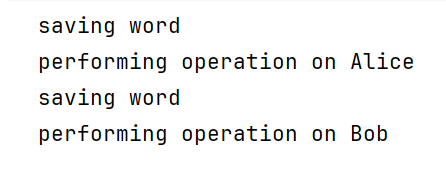 saving word
performing operation on Alice
saving word
performing operation on Bob